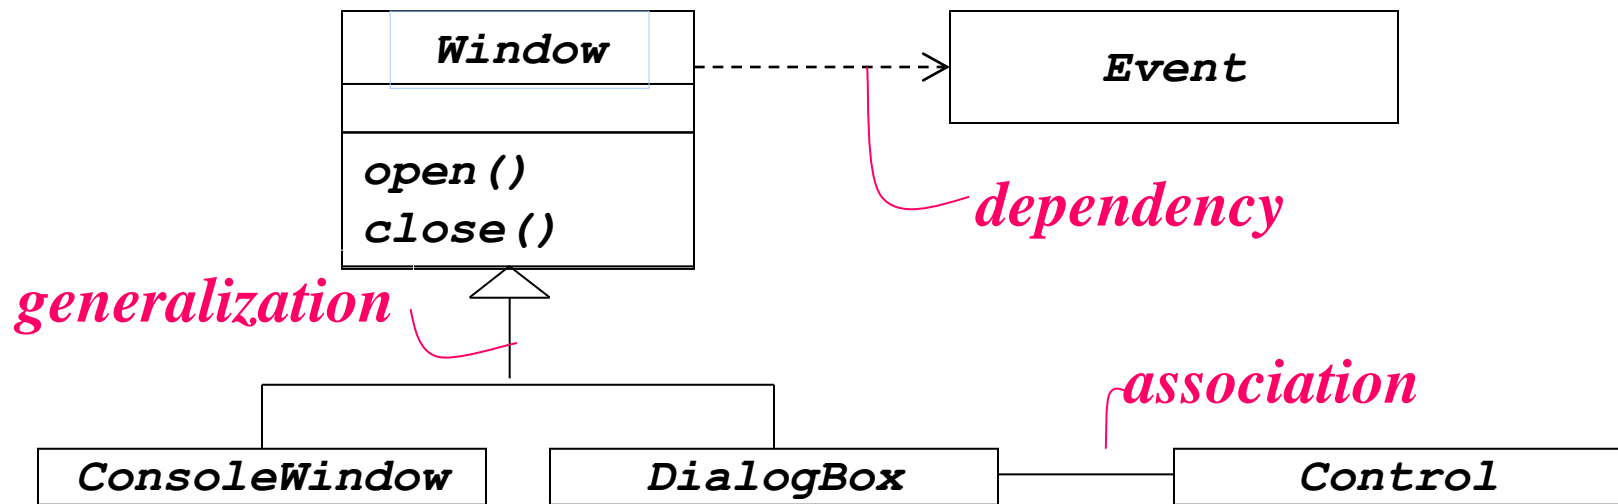 Window
Event
open()
close()
dependency
generalization
association
ConsoleWindow
DialogBox
Control